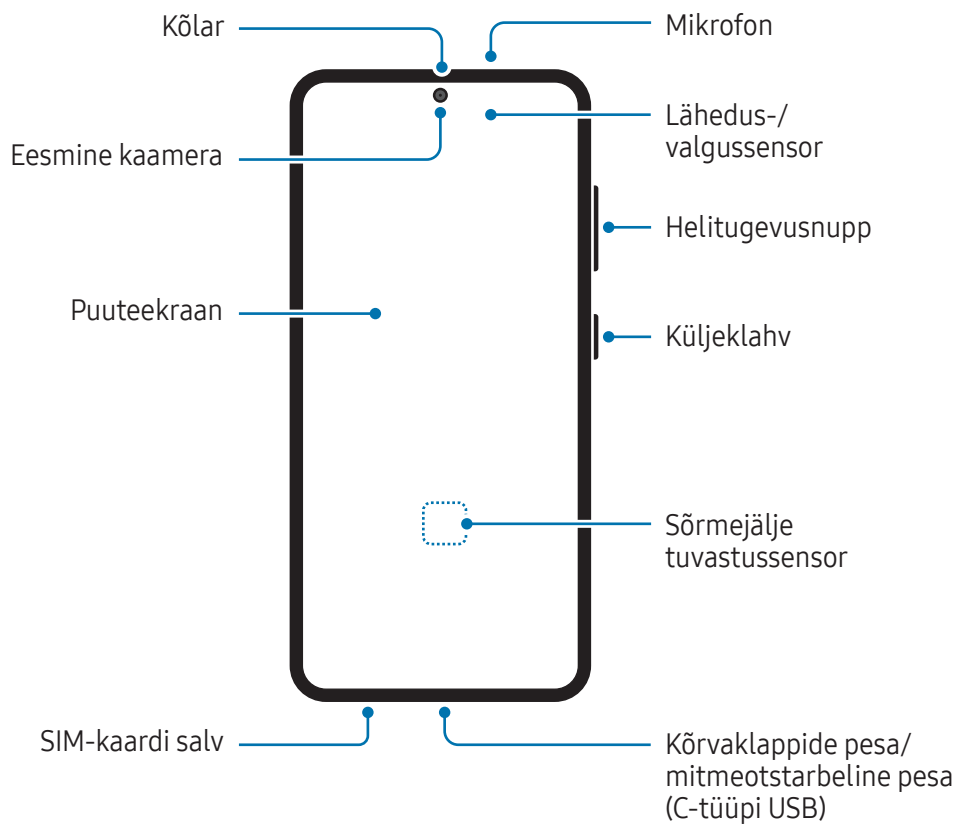 Kõlar
Mikrofon
Lähedus-/
valgussensor
Eesmine kaamera
Helitugevusnupp
Puuteekraan
Küljeklahv
Sõrmejälje
tuvastussensor
SIM-kaardi salv
Kõrvaklappide pesa/
mitmeotstarbeline pesa
(C-tüüpi USB)